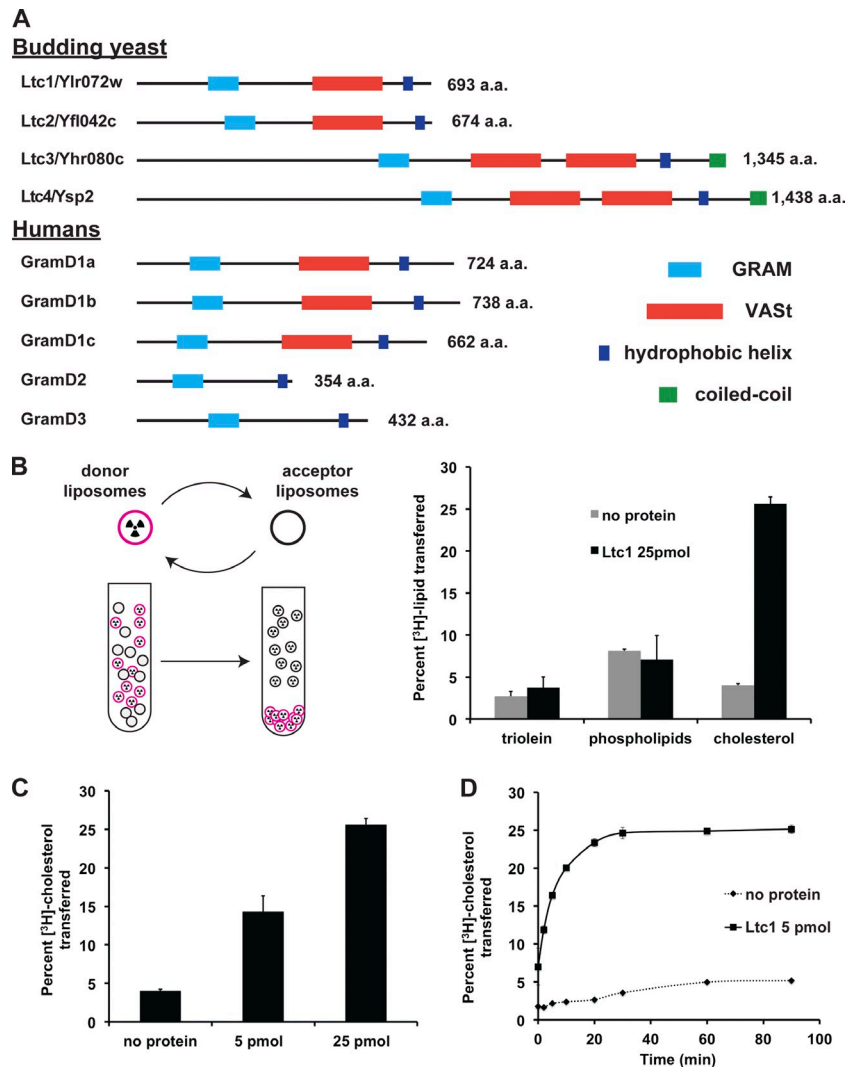 A
Budding yeast
Ltc1/Ylr072w 693 a.a.
Ltc2/Yfl042c 674 a.a.
Ltc3/Yhr080c 1,345 a.a.
Ltc4/Ysp2 1,438 a.a.
Humans
GramD1a 724 a.a.
GramD1b 738 a.a.
GramD1c 662 a.a.
GramD2 354 a.a.
GramD3 432 a.a.
GRAM
VASt
hydrophobic helix
coiled-coil
B
donor
liposomes
acceptor
liposomes
Percent [³H]-lipid transferred
30
25
20
15
10
5
0
no protein
Ltc1 25pmol
triolein phospholipids cholesterol
C
Percent [³H]-cholesterol
transferred
30
25
20
15
10
5
0
no protein 5 pmol 25 pmol
D
Percent [³H]-cholesterol
transferred
30
25
20
15
10
5
0
no protein
Ltc1 5 pmol
0 20 40 60 80 100
Time (min)